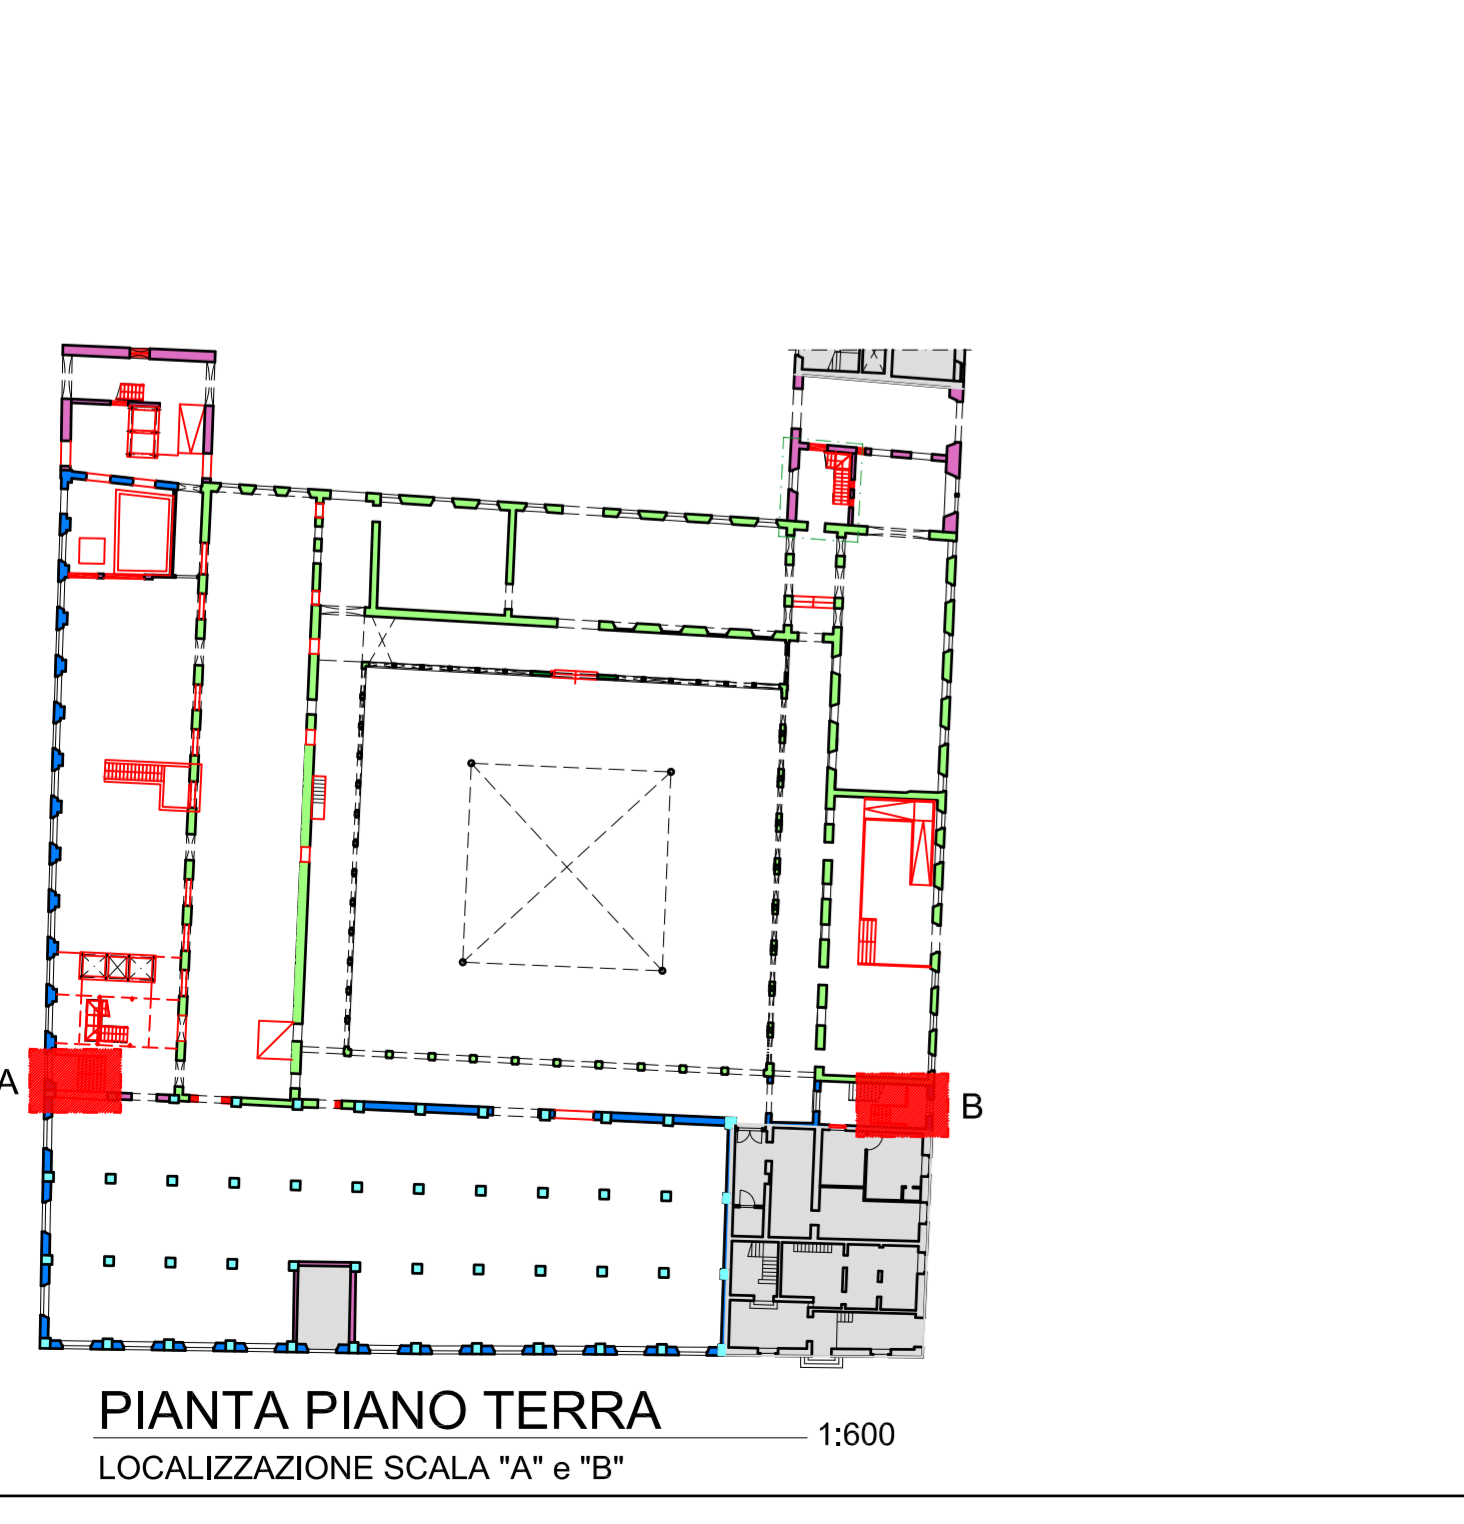 A
B
PIANTA PIANO TERRA
1:600
LOCALIZZAZIONE SCALA "A" e "B"